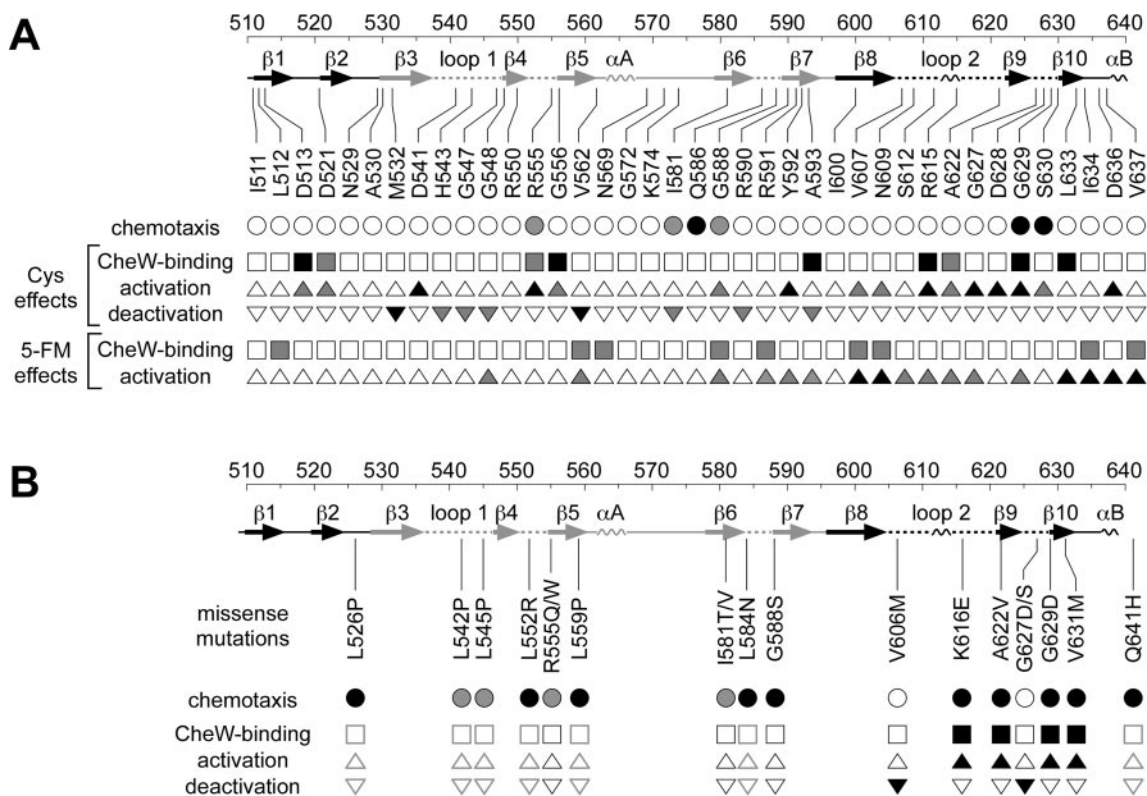 A
510 520 530 540 550 560 570 580 590 600 610 620 630 640
β1 β2 β3 loop 1 β4 β5 αA β6 β7 β8 loop 2 β9 β10 αB
I511 L512 D513 D521 N529 A530 M532 D541 H543 G547 G548 R550 R555 G556 V562 N569 G572 K574 I581 Q586 G588 R590 R591 Y592 A593 I600 V607 N609 S612 R615 A622 G627 D628 G629 S630 L633 I634 D636 V637
chemotaxis
Cys effects
CheW-binding
activation
deactivation
5-FM effects
CheW-binding
activation
B
510 520 530 540 550 560 570 580 590 600 610 620 630 640
β1 β2 β3 loop 1 β4 β5 αA β6 β7 β8 loop 2 β9 β10 αB
missense
mutations
L526P L542P L545P L552R R555Q/W L559P I581T/V L584N G588S V606M K616E A622V G627D/S G629D V631M Q641H
chemotaxis
CheW-binding
activation
deactivation